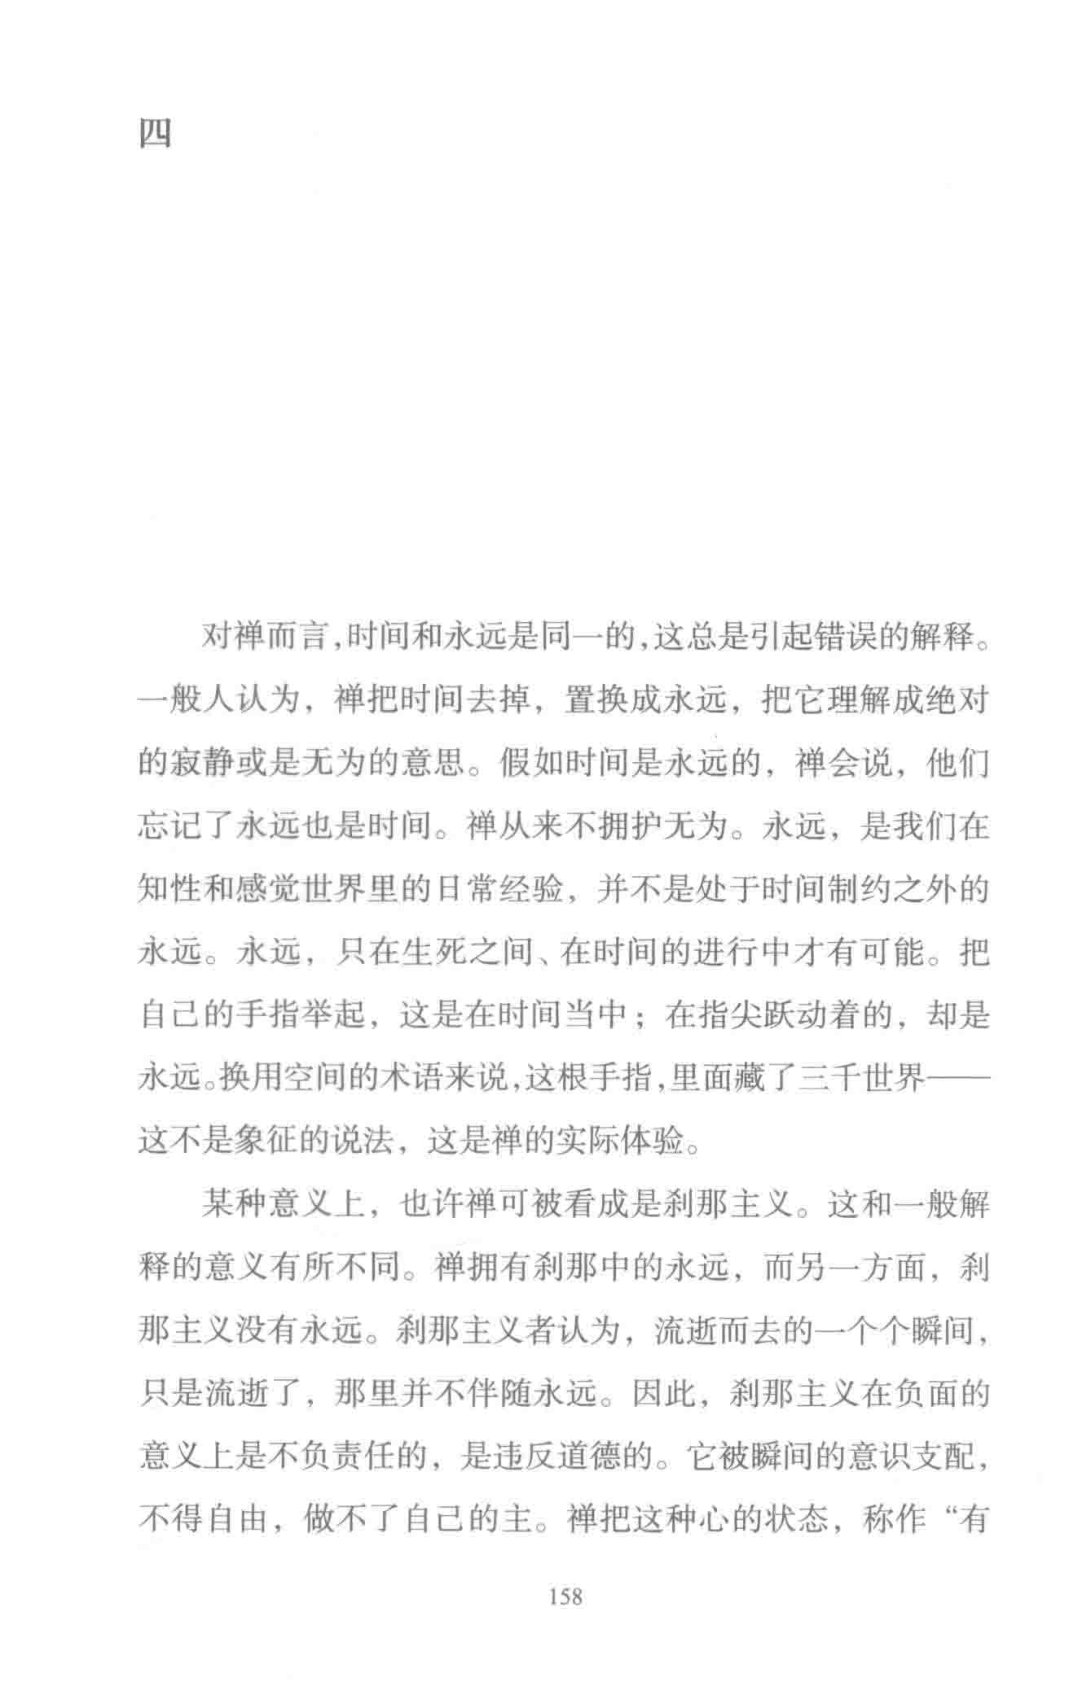 四
对禅而言，时间和永远是同一的，这总是引起错误的解释。
一般人认为，禅把时间去掉，置换成永远，把它理解成绝对
的寂静或是无为的意思。假如时间是永远的，禅会说，他们
忘记了永远也是时间。禅从来不拥护无为。永远，是我们在
知性和感觉世界里的日常经验，并不是处于时间制约之外的
永远。永远，只在生死之间、在时间的进行中才有可能。把
自己的手指举起，这是在时间当中；在指尖跃动着的，却是
永远。换用空间的术语来说，这根手指，里面藏了三千世界——
这不是象征的说法，这是禅的实际体验。
某种意义上，也许禅可被看成是刹那主义。这和一般解
释的意义有所不同。禅拥有刹那中的永远，而另一方面，刹
那主义没有永远。刹那主义者认为，流逝而去的一个个瞬间，
只是流逝了，那里并不伴随永远。因此，刹那主义在负面的
意义上是不负责任的，是违反道德的。它被瞬间的意识支配，
不得自由，做不了自己的主。禅把这种心的状态，称作“有
158